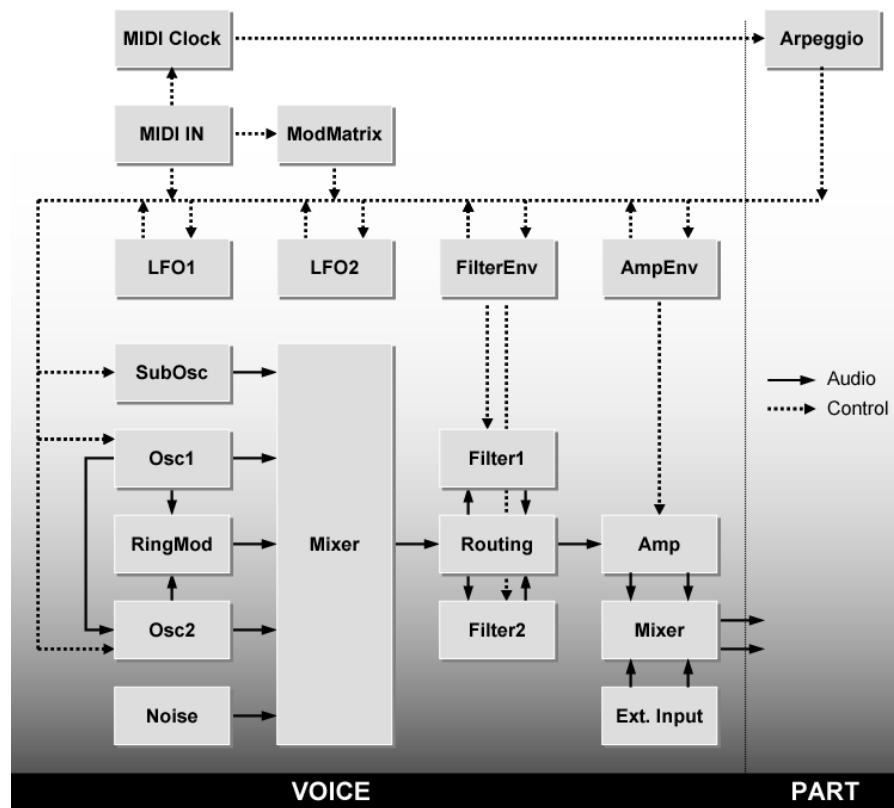 MIDI Clock
Arpeggio
MIDI IN
ModMatrix
LFO1
LFO2
FilterEnv
AmpEnv
SubOsc
Audio
Control
Osc1
Filter1
RingMod
Mixer
Routing
Amp
Osc2
Filter2
Mixer
Noise
Ext. Input
VOICE
PART